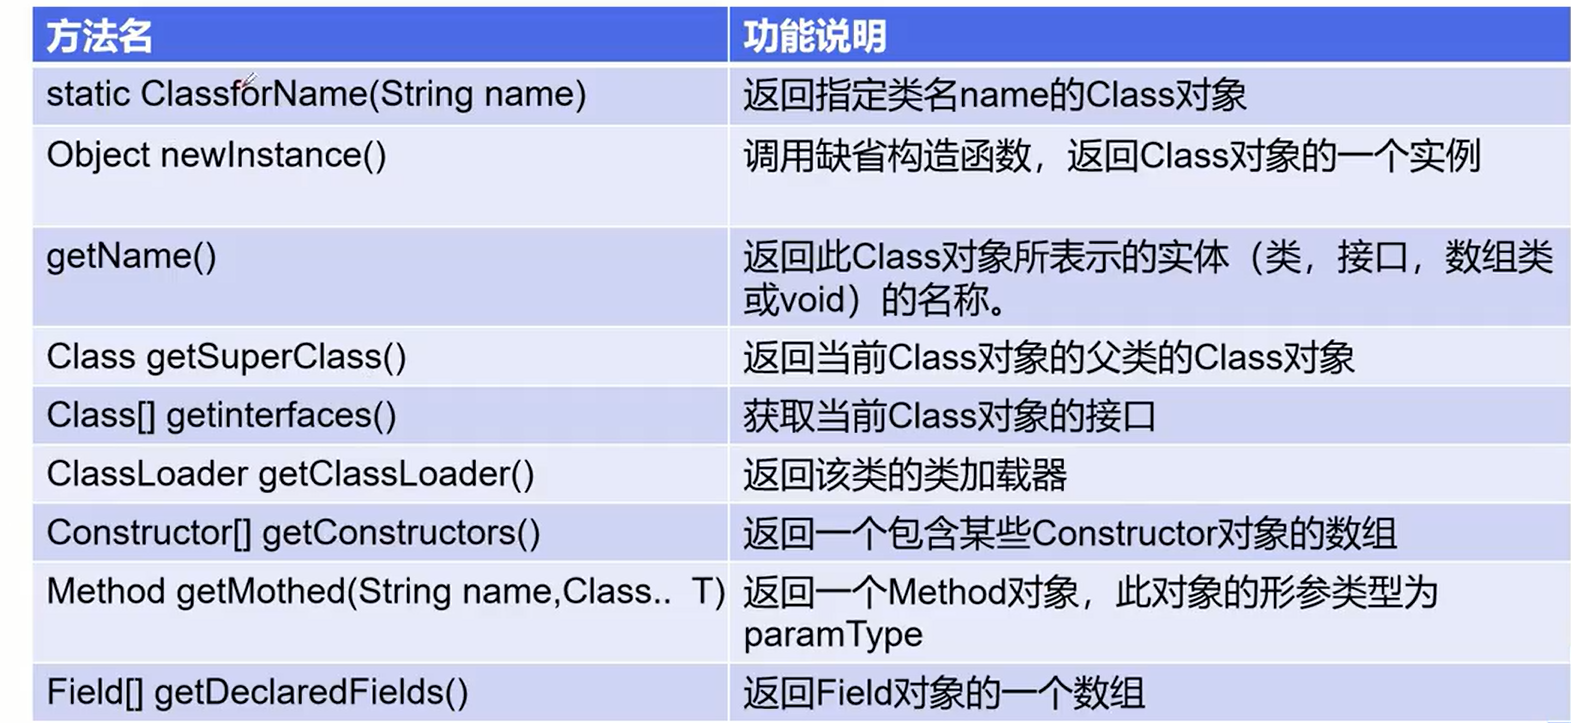 方法名 功能说明
static ClassforName(String name) 返回指定类名name的Class对象
Object newInstance() 调用缺省构造函数，返回Class对象的一个实例
getName() 返回此Class对象所表示的实体（类，接口，数组类
或void）的名称。
Class getSuperClass() 返回当前Class对象的父类的Class对象
Class[] getinterfaces() 获取当前Class对象的接口
ClassLoader getClassLoader() 返回该类的类加载器
Constructor[] getConstructors() 返回一个包含某些Constructor对象的数组
Method getMothed(String name,Class.. T) 返回一个Method对象，此对象的形参类型为
paramType
Field[] getDeclaredFields() 返回Field对象的一个数组